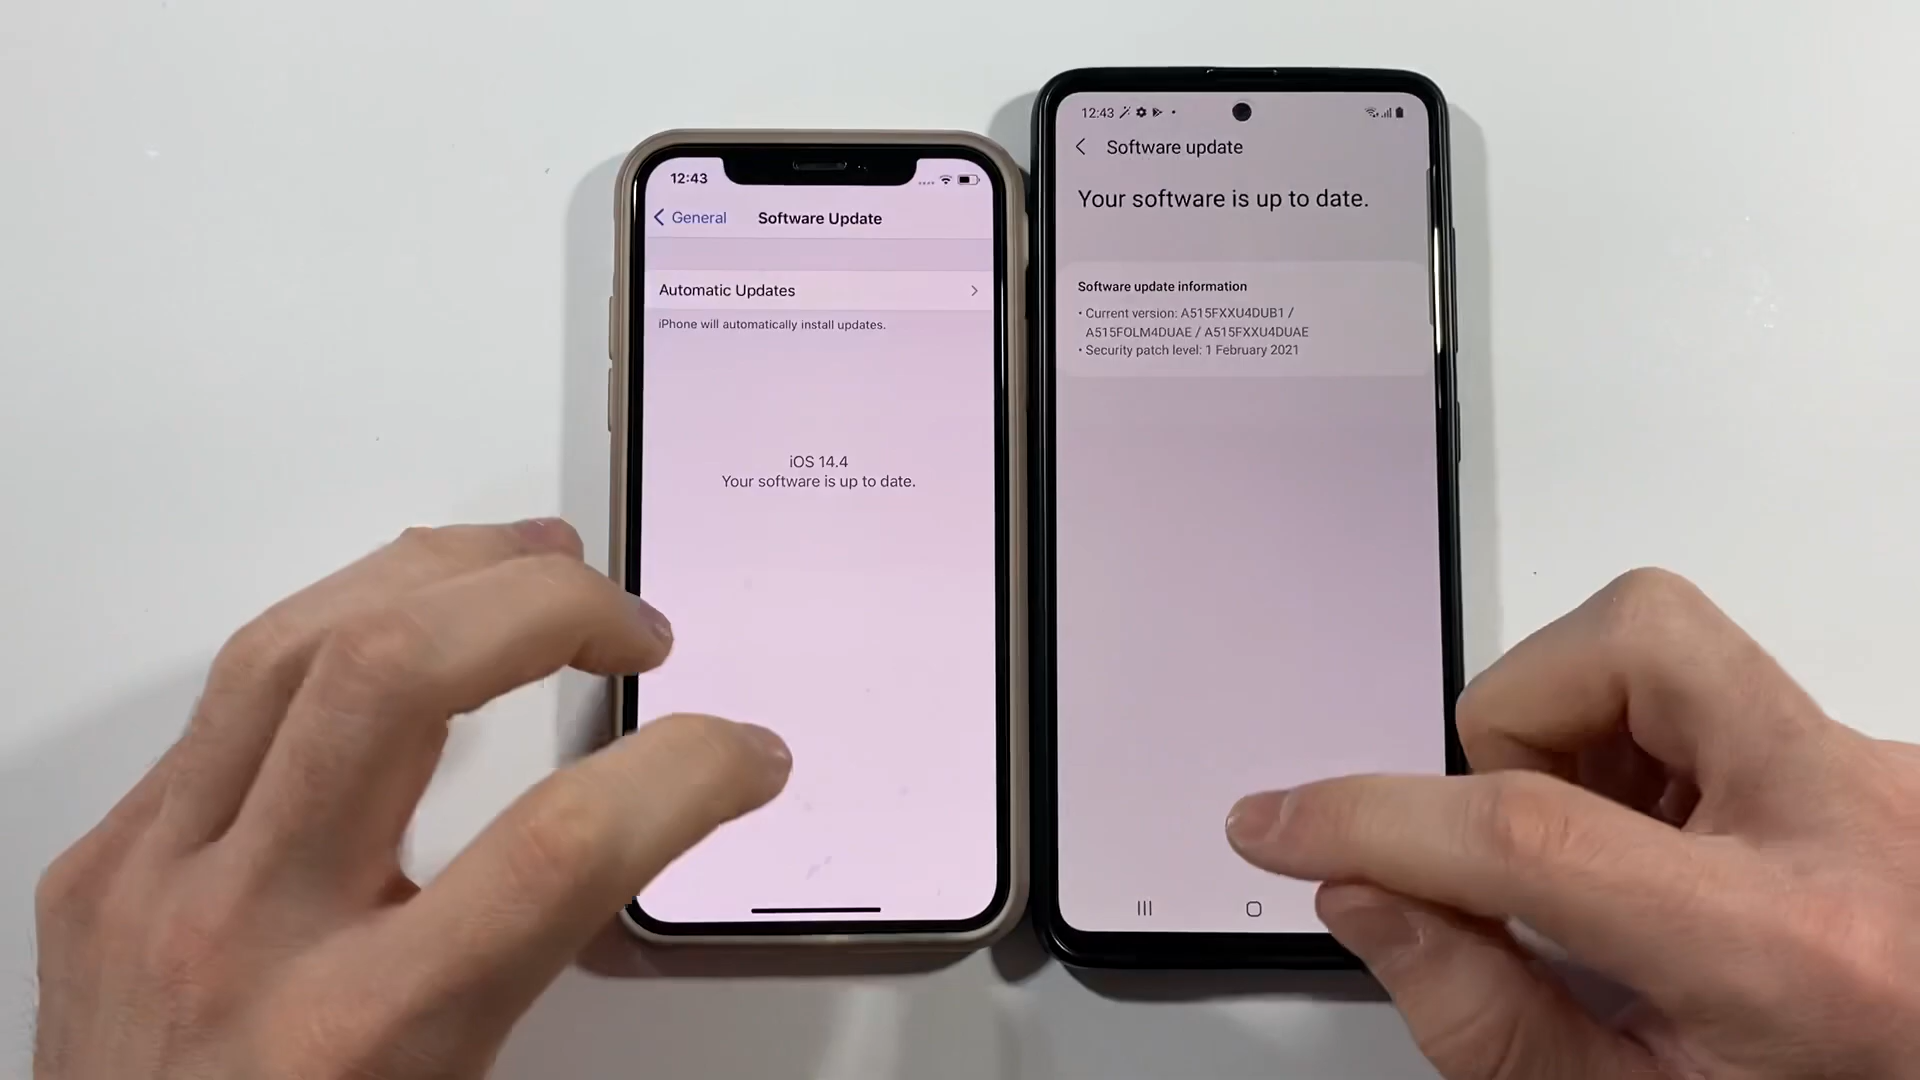 12:43
General
Software Update
Automatic Updates
iPhone will automatically install updates.
iOS 14.4
Your software is up to date.
12:43
Software update
Your software is up to date.
Software update information
• Current version: A515FXXU4DUB1 /
A515FOLM4DUAE / A515FXXU4DUAE
• Security patch level: 1 February 2021